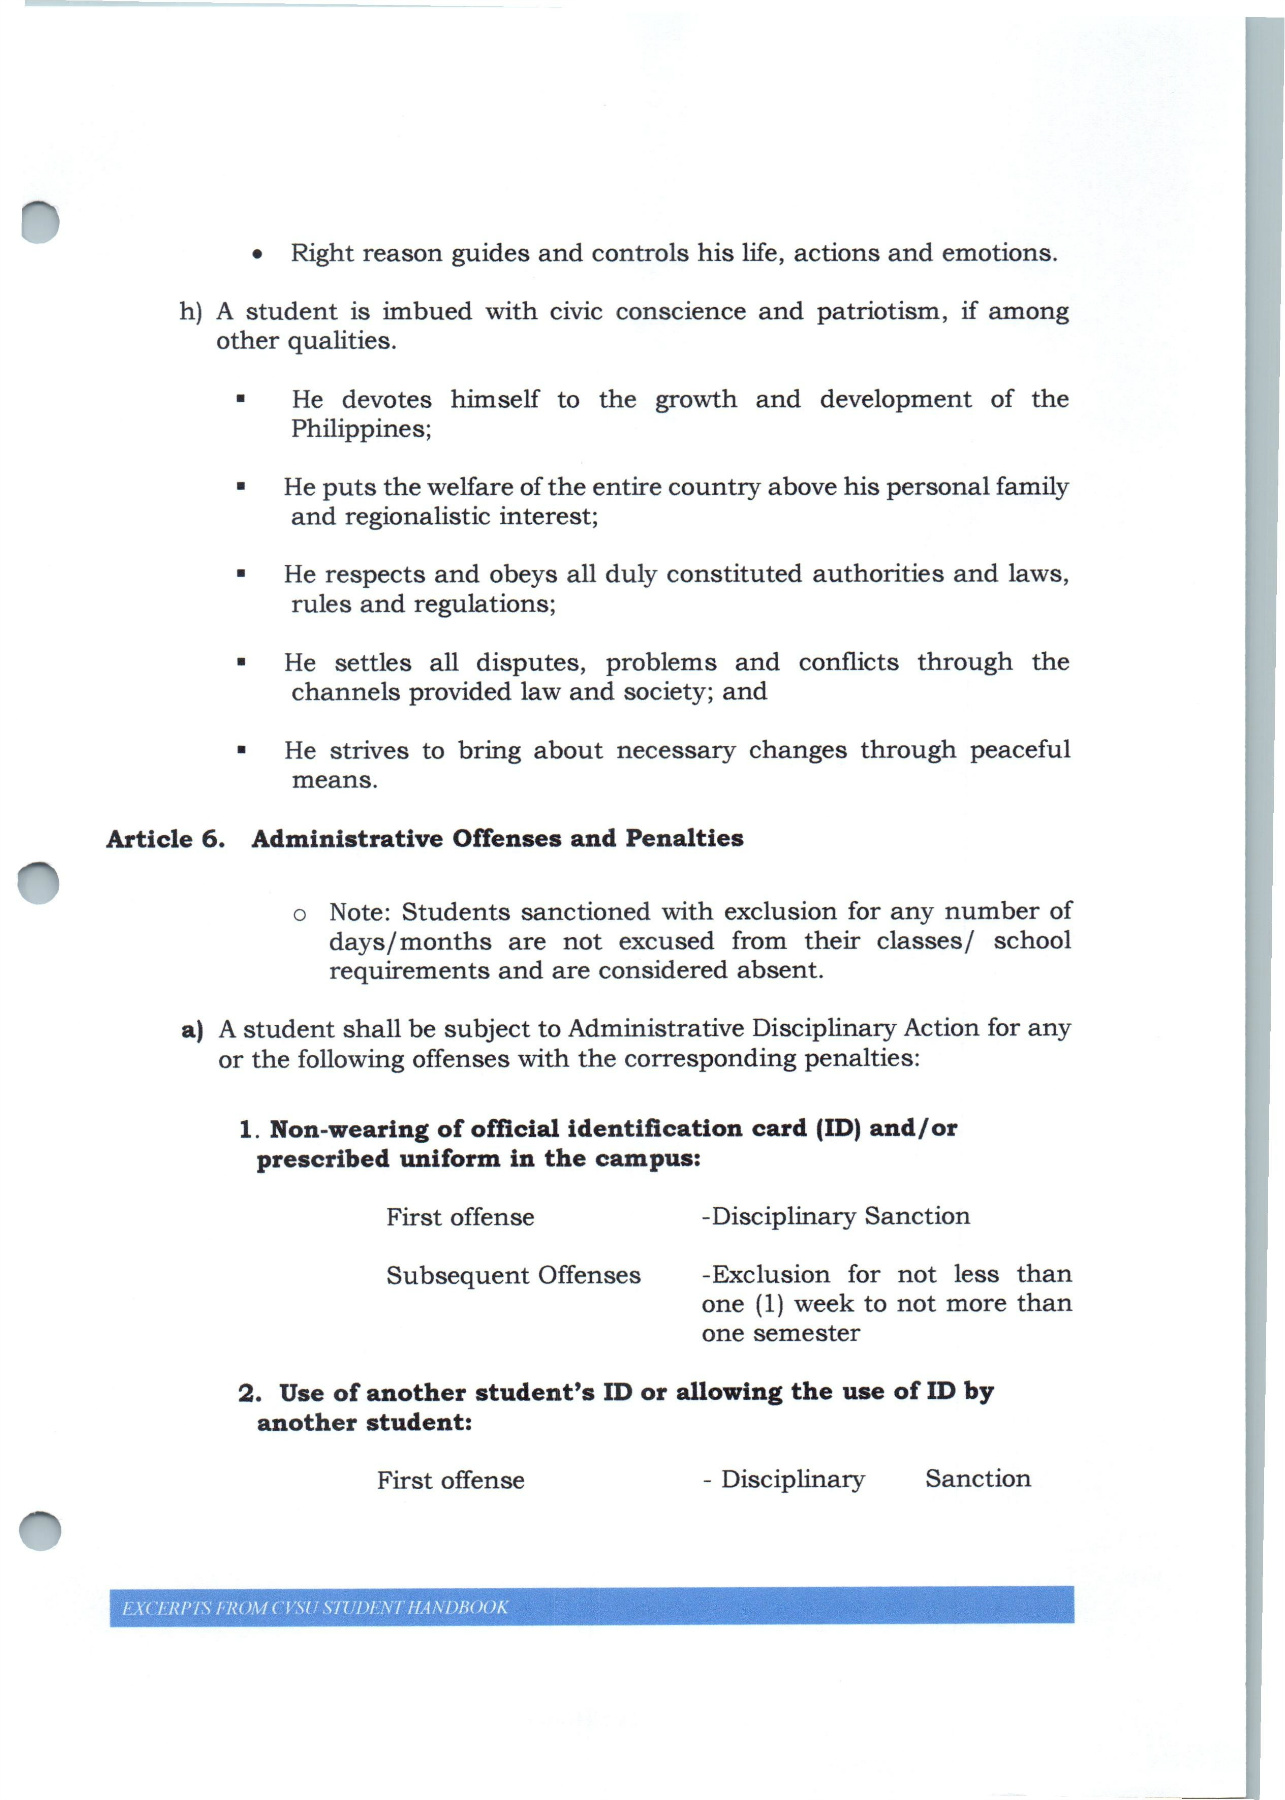 • Right reason guides and controls his life, actions and emotions.
h) A student is imbued with civic conscience and patriotism, if among
other qualities.
▪ He devotes himself to the growth and development of the
Philippines;
▪ He puts the welfare of the entire country above his personal family
and regionalistic interest;
▪ He respects and obeys all duly constituted authorities and laws,
rules and regulations;
▪ He settles all disputes, problems and conflicts through the
channels provided law and society; and
▪ He strives to bring about necessary changes through peaceful
means.
Article 6. Administrative Offenses and Penalties
o Note: Students sanctioned with exclusion for any number of
days/months are not excused from their classes/ school
requirements and are considered absent.
a) A student shall be subject to Administrative Disciplinary Action for any
or the following offenses with the corresponding penalties:
1. Non-wearing of official identification card (ID) and/or
prescribed uniform in the campus:
First offense -Disciplinary Sanction
Subsequent Offenses -Exclusion for not less than
one (1) week to not more than
one semester
2. Use of another student's ID or allowing the use of ID by
another student:
First offense - Disciplinary Sanction
EXCERPTS FROM CVSU STUDENT HANDBOOK